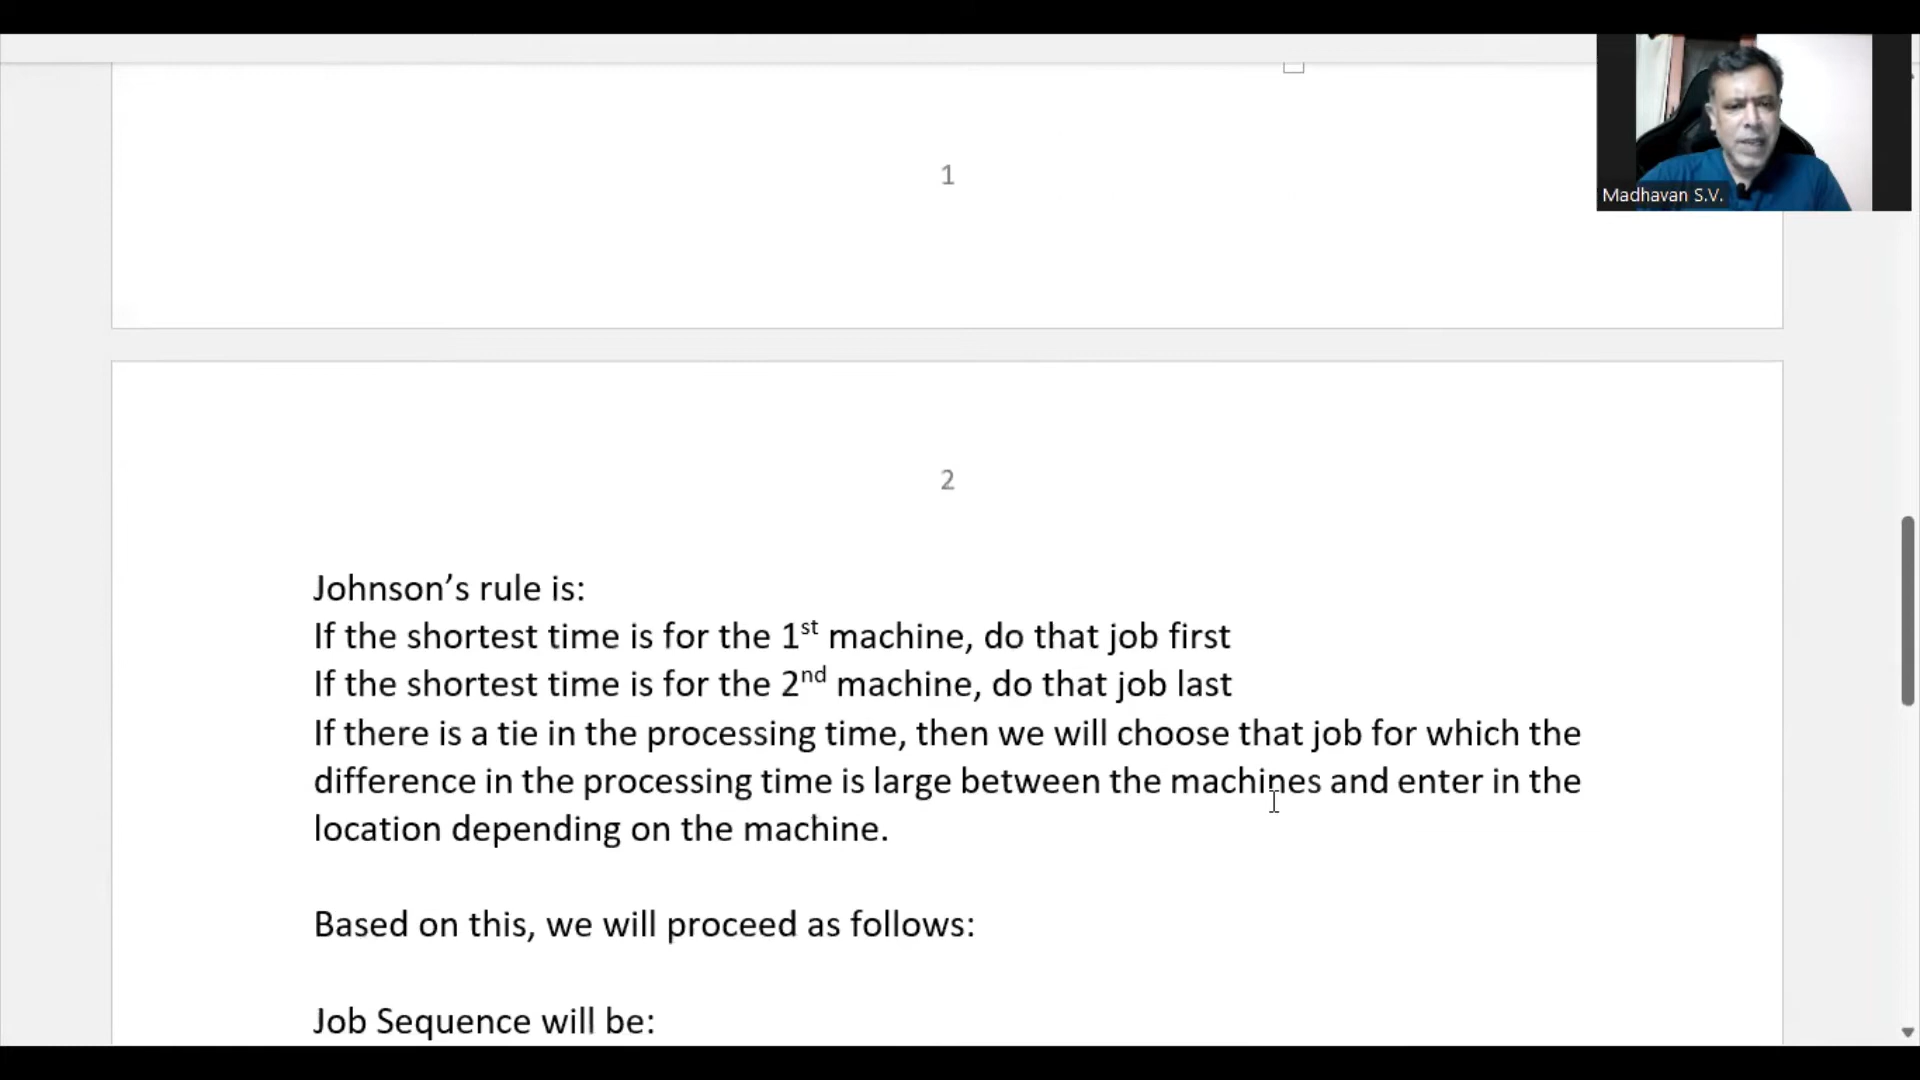 1
Madhavan S.V.
2
Johnson’s rule is:
If the shortest time is for the 1st machine, do that job first
If the shortest time is for the 2nd machine, do that job last
If there is a tie in the processing time, then we will choose that job for which the
difference in the processing time is large between the machines and enter in the
location depending on the machine.
Based on this, we will proceed as follows:
Job Sequence will be: